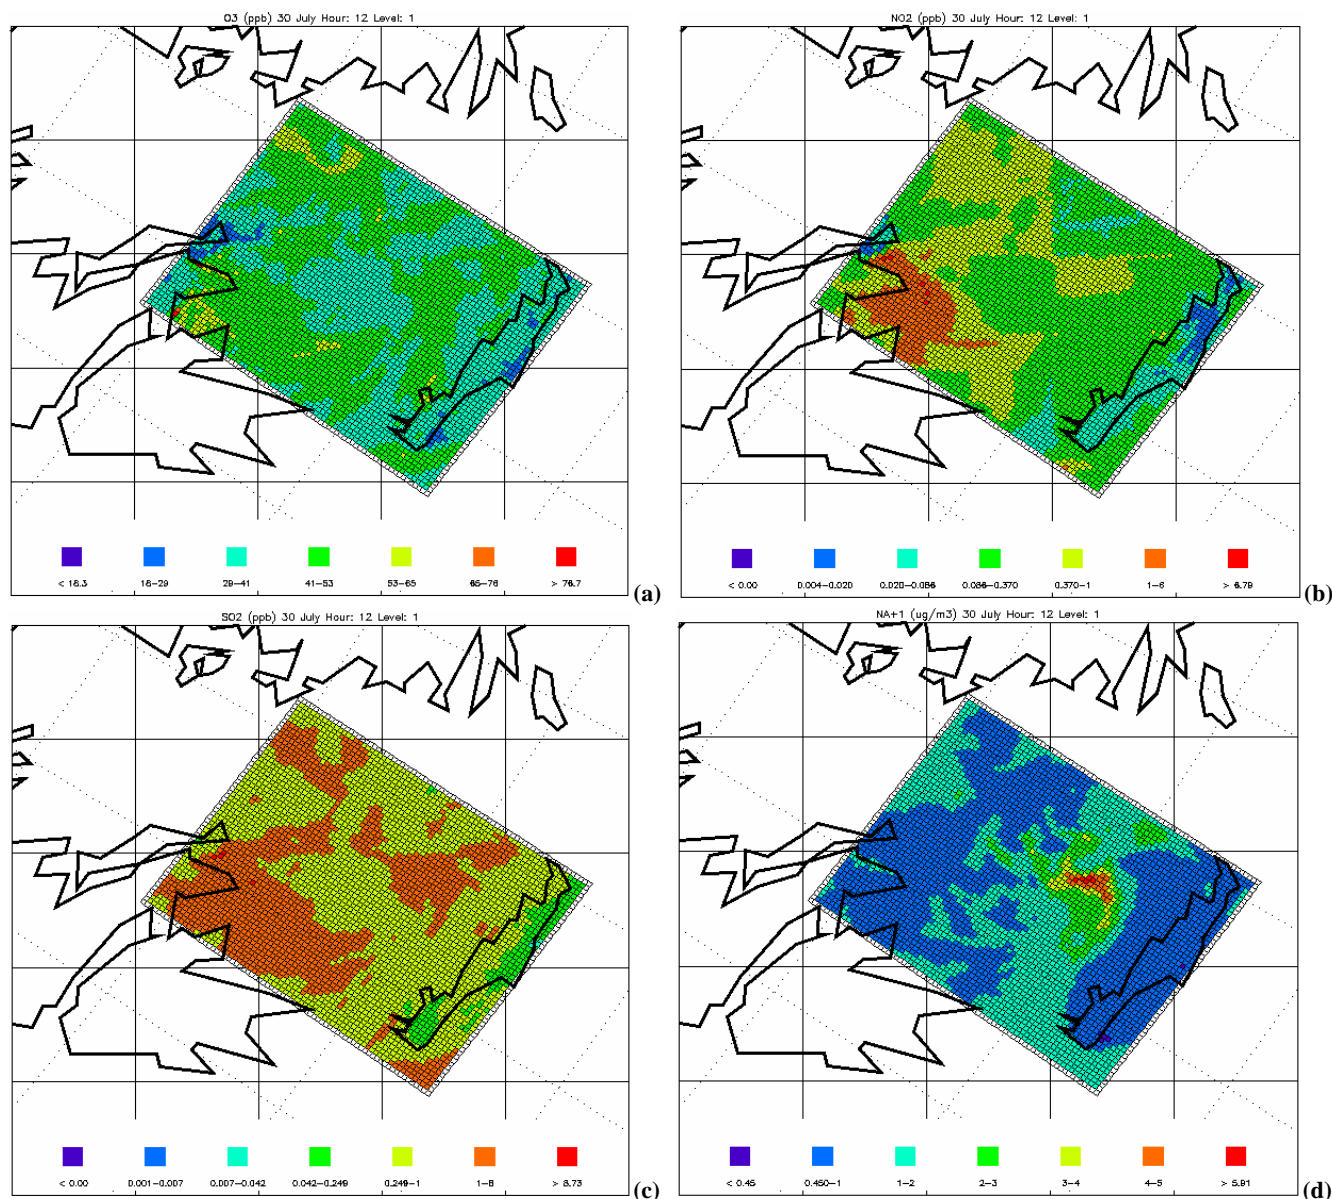 O3 (ppb) 30 July Hour: 12 Level: 1
< 18.3 18-29 29-41 41-53 53-65 65-76 > 76.7
(a)
NO2 (ppb) 30 July Hour: 12 Level: 1
< 0.00 0.004-0.020 0.020-0.086 0.086-0.370 0.370-1 1-6 > 6.79
(b)
SO2 (ppb) 30 July Hour: 12 Level: 1
< 0.00 0.001-0.007 0.007-0.042 0.042-0.249 0.249-1 1-8 > 8.73
(c)
NA+1 (ug/m3) 30 July Hour: 12 Level: 1
< 0.45 0.450-1 1-2 2-3 3-4 4-5 > 5.91
(d)